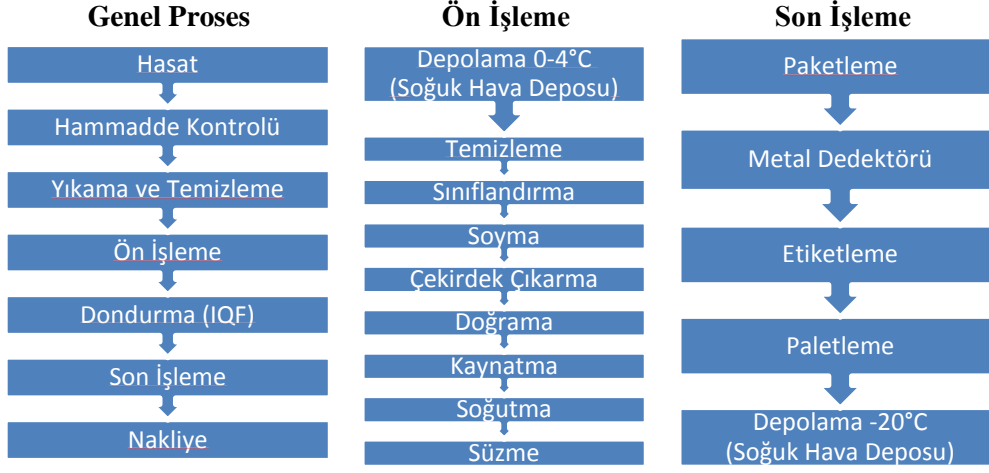 Genel Proses
Hasat
Hammadde Kontrolü
Yıkama ve Temizleme
Ön İşleme
Dondurma (IQF)
Son İşleme
Nakliye
Ön İşleme
Depolama 0-4°C
(Soğuk Hava Deposu)
Temizleme
Sınıflandırma
Soyma
Çekirdek Çıkarma
Doğrama
Kaynatma
Soğutma
Süzme
Son İşleme
Paketleme
Metal Dedektörü
Etiketleme
Paletleme
Depolama -20°C
(Soğuk Hava Deposu)